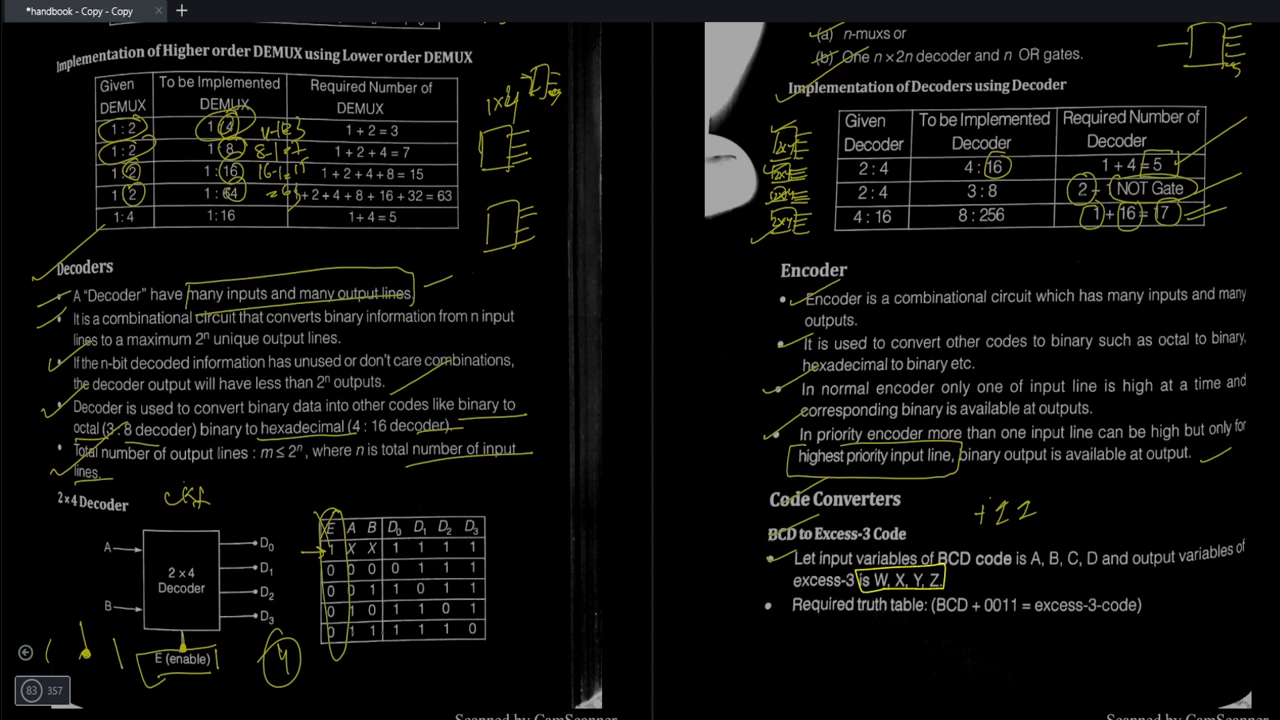 *handbook - Copy - Copy
Implementation of Higher order DEMUX using Lower order DEMUX
Given DEMUX To be Implemented DEMUX Required Number of DEMUX
1 : 2 1 : 4 1 + 2 = 3
1 : 2 1 : 8 8-1=7 1 + 2 + 4 = 7
1 : 2 1 : 16 16-1=15 1 + 2 + 4 + 8 = 15
1 : 2 1 : 64 =63 + 2 + 4 + 8 + 16 + 32 = 63
1:4 1:16 1+ 4 = 5
1x4
Decoders
• A "Decoder" have many inputs and many output lines.
• It is a combinational circuit that converts binary information from n input
lines to a maximum 2ⁿ unique output lines.
• If the n-bit decoded information has unused or don't care combinations,
the decoder output will have less than 2ⁿ outputs.
• Decoder is used to convert binary data into other codes like binary to
octal (3 : 8 decoder) binary to hexadecimal (4 : 16 decoder).
• Total number of output lines : m ≤ 2ⁿ, where n is total number of input
lines.
2×4 Decoder
A
B
2 × 4
Decoder
D₀
D₁
D₂
D₃
E (enable)
4
E A B D₀ D₁ D₂ D₃
1 X X 1 1 1 1
0 0 0 0 1 1 1
0 0 1 1 0 1 1
0 1 0 1 1 0 1
0 1 1 1 1 1 0
83 357
(a) n-muxs or
(b) One n × 2n decoder and n OR gates.
Implementation of Decoders using Decoder
Given Decoder To be Implemented Decoder Required Number of Decoder
2 : 4 4 : 16 1 + 4 = 5
2 : 4 3 : 8 2 – NOT Gate
4 : 16 8 : 256 1 + 16 = 17
2x4
2x4
2x4
2x4
Encoder
• Encoder is a combinational circuit which has many inputs and many
outputs.
• It is used to convert other codes to binary such as octal to binary,
hexadecimal to binary etc.
• In normal encoder only one of input line is high at a time and
corresponding binary is available at outputs.
• In priority encoder more than one input line can be high but only for
highest priority input line, binary output is available at output.
Code Converters
BCD to Excess-3 Code
• Let input variables of BCD code is A, B, C, D and output variables of
excess-3 is W, X, Y, Z.
• Required truth table: (BCD + 0011 = excess-3-code)